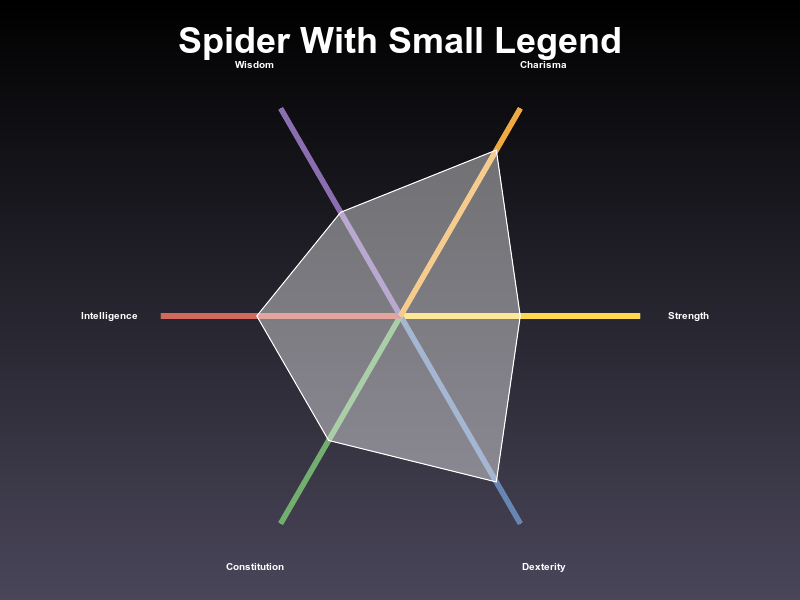 Spider With Small Legend
Wisdom
Charisma
Intelligence
Strength
Constitution
Dexterity